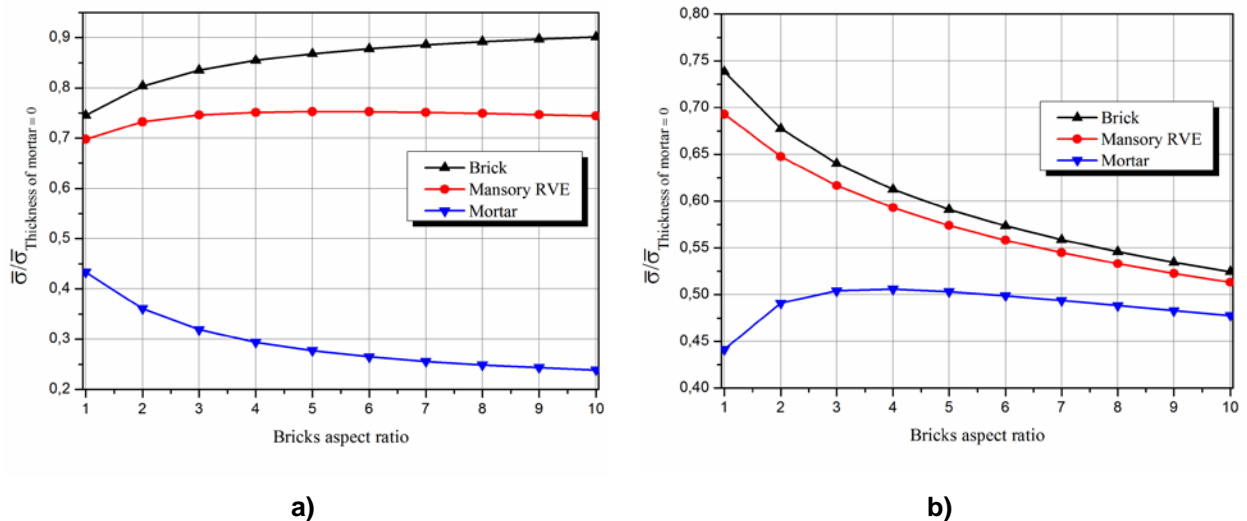 0,9
0,8
0,7
0,6
0,5
0,4
0,3
0,2
σ̅/σ̅ Thickness of mortar = 0
Brick
Mansory RVE
Mortar
1 2 3 4 5 6 7 8 9 10
Bricks aspect ratio
a)
0,80
0,75
0,70
0,65
0,60
0,55
0,50
0,45
0,40
σ̅/σ̅ Thickness of mortar = 0
Brick
Mansory RVE
Mortar
1 2 3 4 5 6 7 8 9 10
Bricks aspect ratio
b)